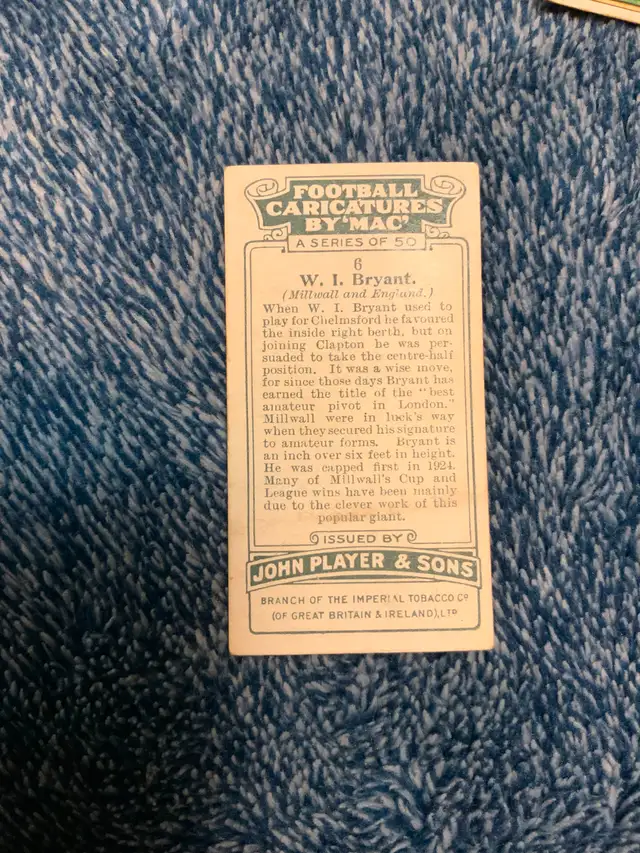 FOOTBALL
CARICATURES
BY 'MAC'
A SERIES OF 50
6
W. I. Bryant.
(Millwall and England.)
When W. I. Bryant used to
play for Chelmsford he favoured
the inside right berth, but on
joining Clapton he was per-
suaded to take the centre-half
position. It was a wise move,
for since those days Bryant has
earned the title of the "best
amateur pivot in London."
Millwall were in luck's way
when they secured his signature
to amateur forms. Bryant is
an inch over six feet in height.
He was capped first in 1924.
Many of Millwall's Cup and
League wins have been mainly
due to the clever work of this
popular giant.
ISSUED BY
JOHN PLAYER & SONS
BRANCH OF THE IMPERIAL TOBACCO Co
(OF GREAT BRITAIN & IRELAND), LTD